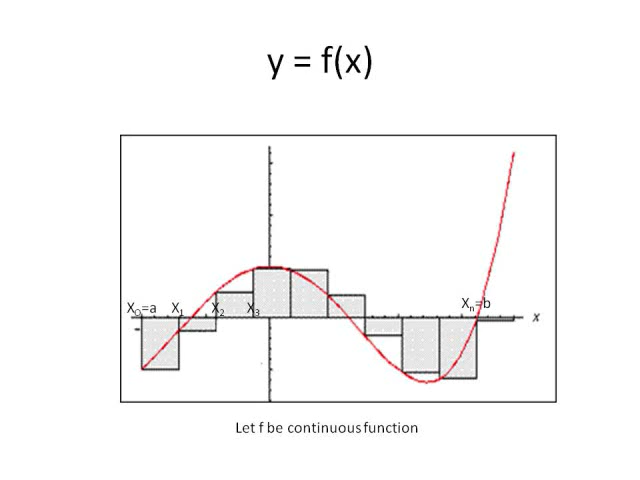 y = f(x)
X₀=a X₁ X₂ X₃ Xₙ=b
x
Let f be continuous function